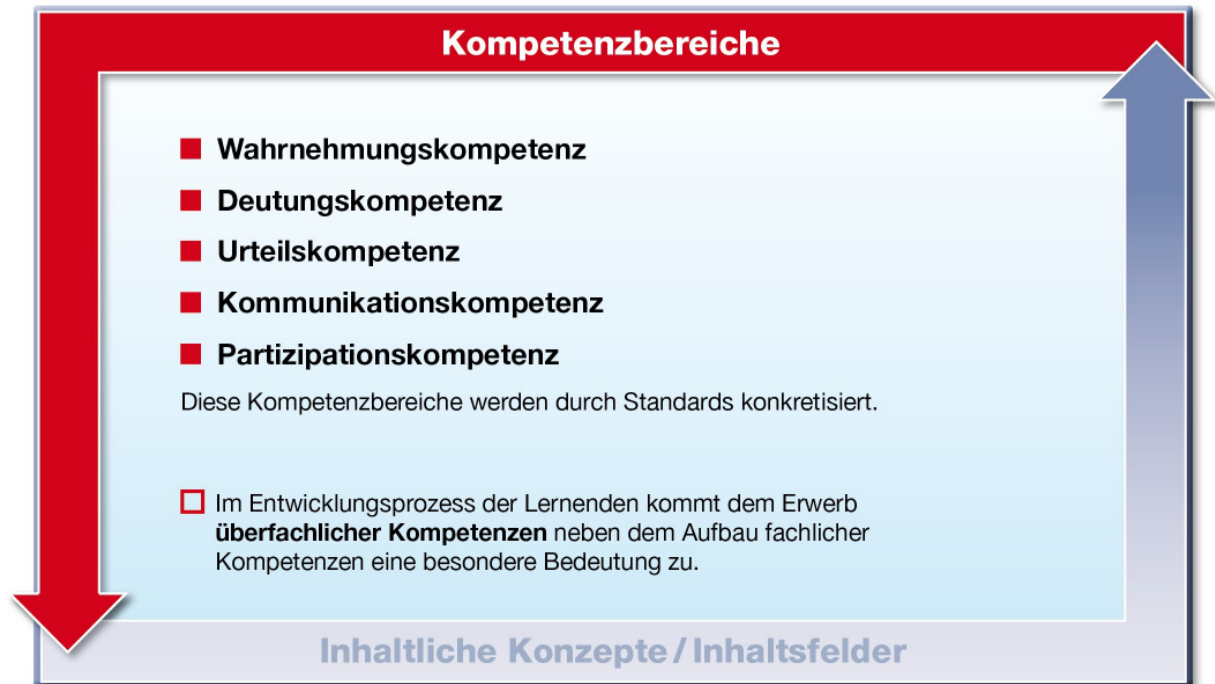 Kompetenzbereiche
Wahrnehmungskompetenz
Deutungskompetenz
Urteilskompetenz
Kommunikationskompetenz
Partizipationskompetenz
Diese Kompetenzbereiche werden durch Standards konkretisiert.
Im Entwicklungsprozess der Lernenden kommt dem Erwerb
überfachlicher Kompetenzen neben dem Aufbau fachlicher
Kompetenzen eine besondere Bedeutung zu.
Inhaltliche Konzepte / Inhaltsfelder